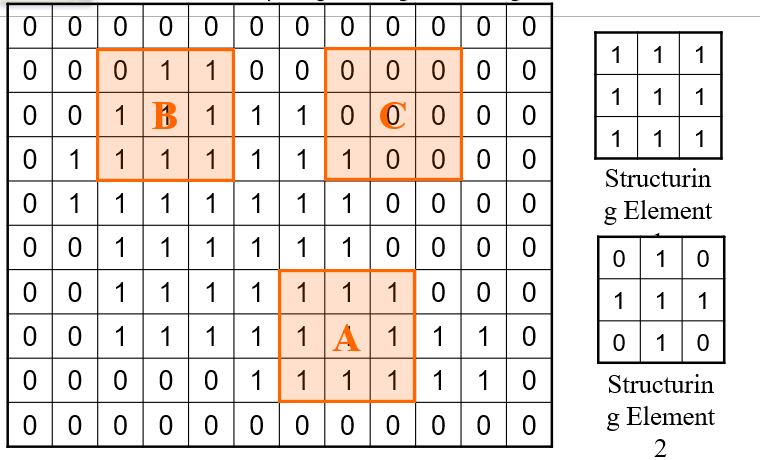 0 0 0 0 0 0 0 0 0 0 0 0
0 0 0 1 1 0 0 0 0 0 0 0
0 0 1 B 1 1 1 0 C 0 0 0
0 1 1 1 1 1 1 1 0 0 0 0
0 1 1 1 1 1 1 1 0 0 0 0
0 0 1 1 1 1 1 1 0 0 0 0
0 0 1 1 1 1 1 1 1 0 0 0
0 0 1 1 1 1 1 A 1 1 1 0
0 0 0 0 0 1 1 1 1 1 1 0
0 0 0 0 0 0 0 0 0 0 0 0
1 1 1
1 1 1
1 1 1
Structurin
g Element
0 1 0
1 1 1
0 1 0
Structurin
g Element
2